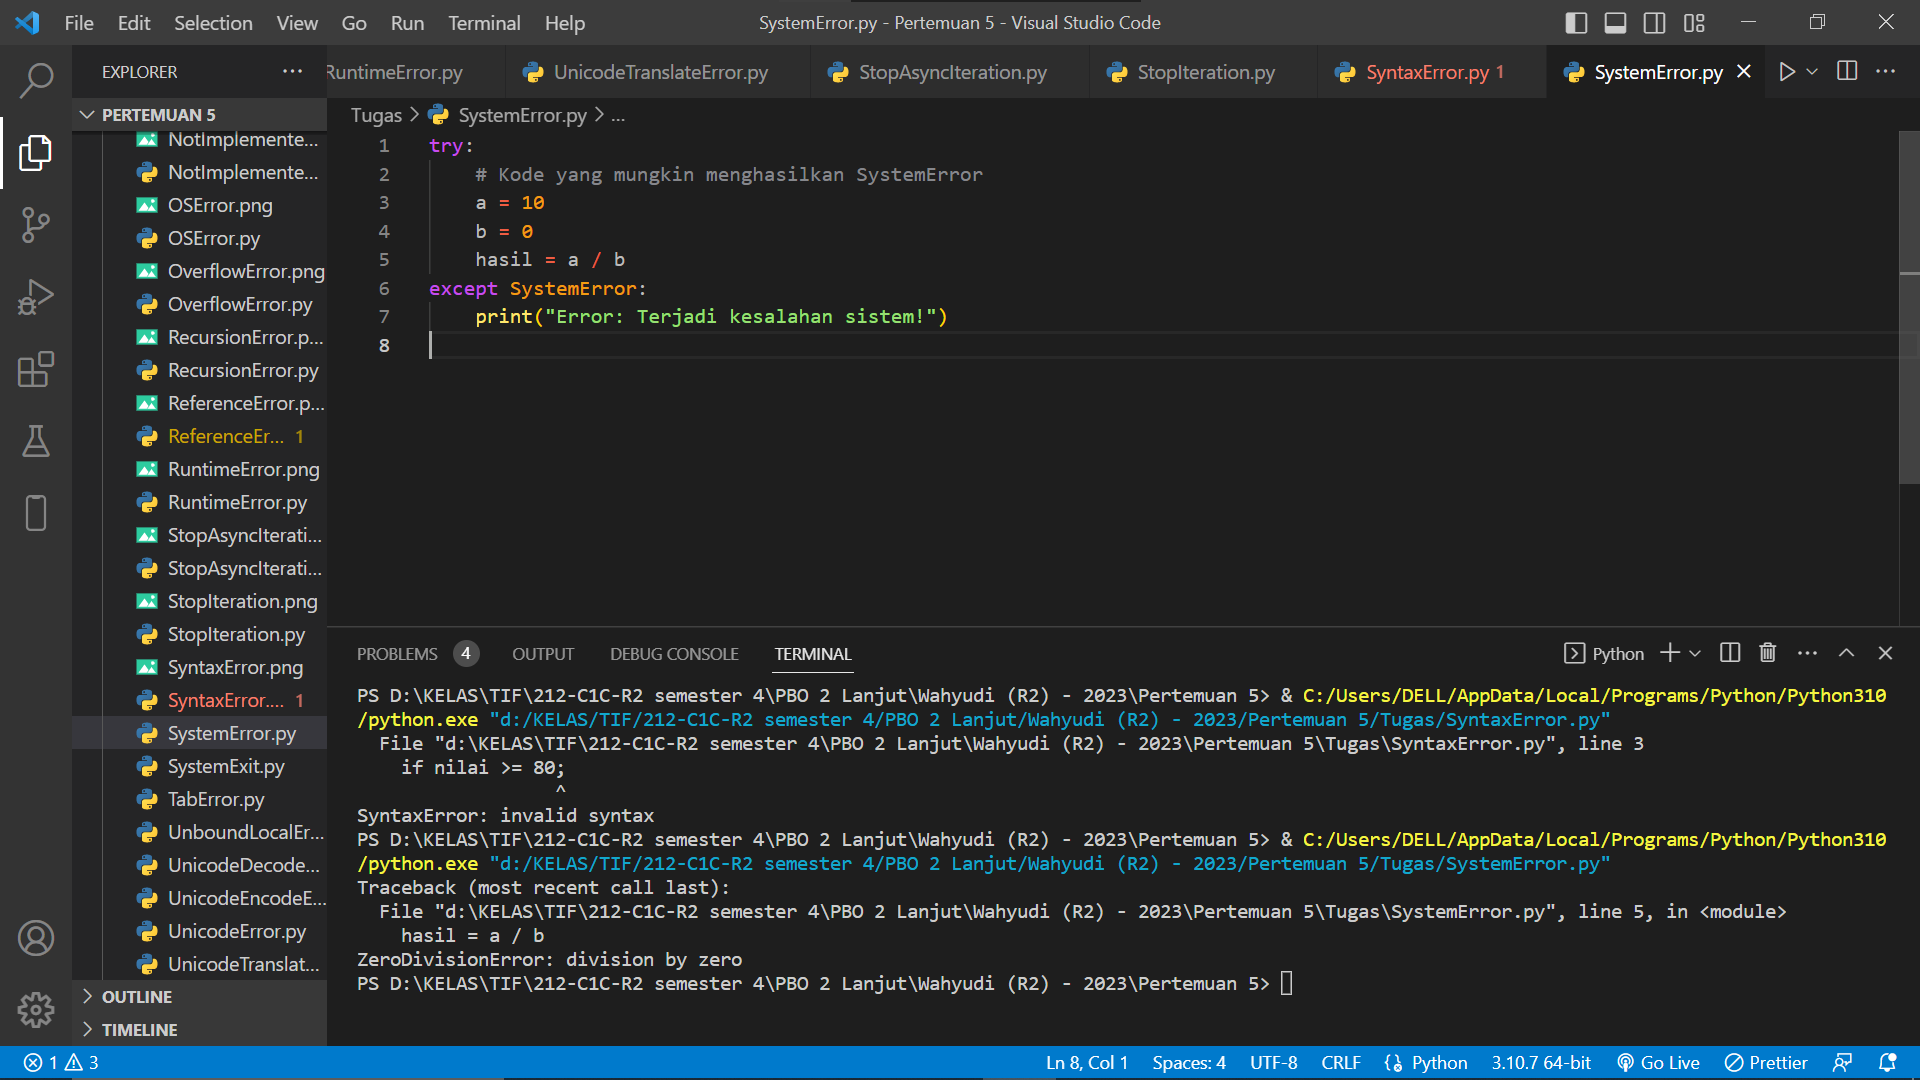 File Edit Selection View Go Run Terminal Help
SystemError.py - Pertemuan 5 - Visual Studio Code
EXPLORER
RuntimeError.py
UnicodeTranslateError.py
StopAsyncIteration.py
StopIteration.py
SyntaxError.py 1
SystemError.py
PERTEMUAN 5
NotImplemente...
NotImplemente...
OSError.png
OSError.py
OverflowError.png
OverflowError.py
RecursionError.p...
RecursionError.py
ReferenceError.p...
ReferenceEr... 1
RuntimeError.png
RuntimeError.py
StopAsyncIterati...
StopAsyncIterati...
StopIteration.png
StopIteration.py
SyntaxError.png
SyntaxError.... 1
SystemError.py
SystemExit.py
TabError.py
UnboundLocalEr...
UnicodeDecode...
UnicodeEncodeE...
UnicodeError.py
UnicodeTranslat...
OUTLINE
TIMELINE
Tugas > SystemError.py > ...
1 try:
2 # Kode yang mungkin menghasilkan SystemError
3 a = 10
4 b = 0
5 hasil = a / b
6 except SystemError:
7 print("Error: Terjadi kesalahan sistem!")
8
PROBLEMS 4 OUTPUT DEBUG CONSOLE TERMINAL
Python
PS D:\KELAS\TIF\212-C1C-R2 semester 4\PBO 2 Lanjut\Wahyudi (R2) - 2023\Pertemuan 5> & C:/Users/DELL/AppData/Local/Programs/Python/Python310
/python.exe "d:/KELAS/TIF/212-C1C-R2 semester 4/PBO 2 Lanjut/Wahyudi (R2) - 2023/Pertemuan 5/Tugas/SyntaxError.py"
File "d:\KELAS\TIF\212-C1C-R2 semester 4\PBO 2 Lanjut\Wahyudi (R2) - 2023\Pertemuan 5\Tugas\SyntaxError.py", line 3
if nilai >= 80;
^
SyntaxError: invalid syntax
PS D:\KELAS\TIF\212-C1C-R2 semester 4\PBO 2 Lanjut\Wahyudi (R2) - 2023\Pertemuan 5> & C:/Users/DELL/AppData/Local/Programs/Python/Python310
/python.exe "d:/KELAS/TIF/212-C1C-R2 semester 4/PBO 2 Lanjut/Wahyudi (R2) - 2023/Pertemuan 5/Tugas/SystemError.py"
Traceback (most recent call last):
File "d:\KELAS\TIF\212-C1C-R2 semester 4\PBO 2 Lanjut\Wahyudi (R2) - 2023\Pertemuan 5\Tugas\SystemError.py", line 5, in <module>
hasil = a / b
ZeroDivisionError: division by zero
PS D:\KELAS\TIF\212-C1C-R2 semester 4\PBO 2 Lanjut\Wahyudi (R2) - 2023\Pertemuan 5>
1 3
Ln 8, Col 1 Spaces: 4 UTF-8 CRLF Python 3.10.7 64-bit Go Live Prettier